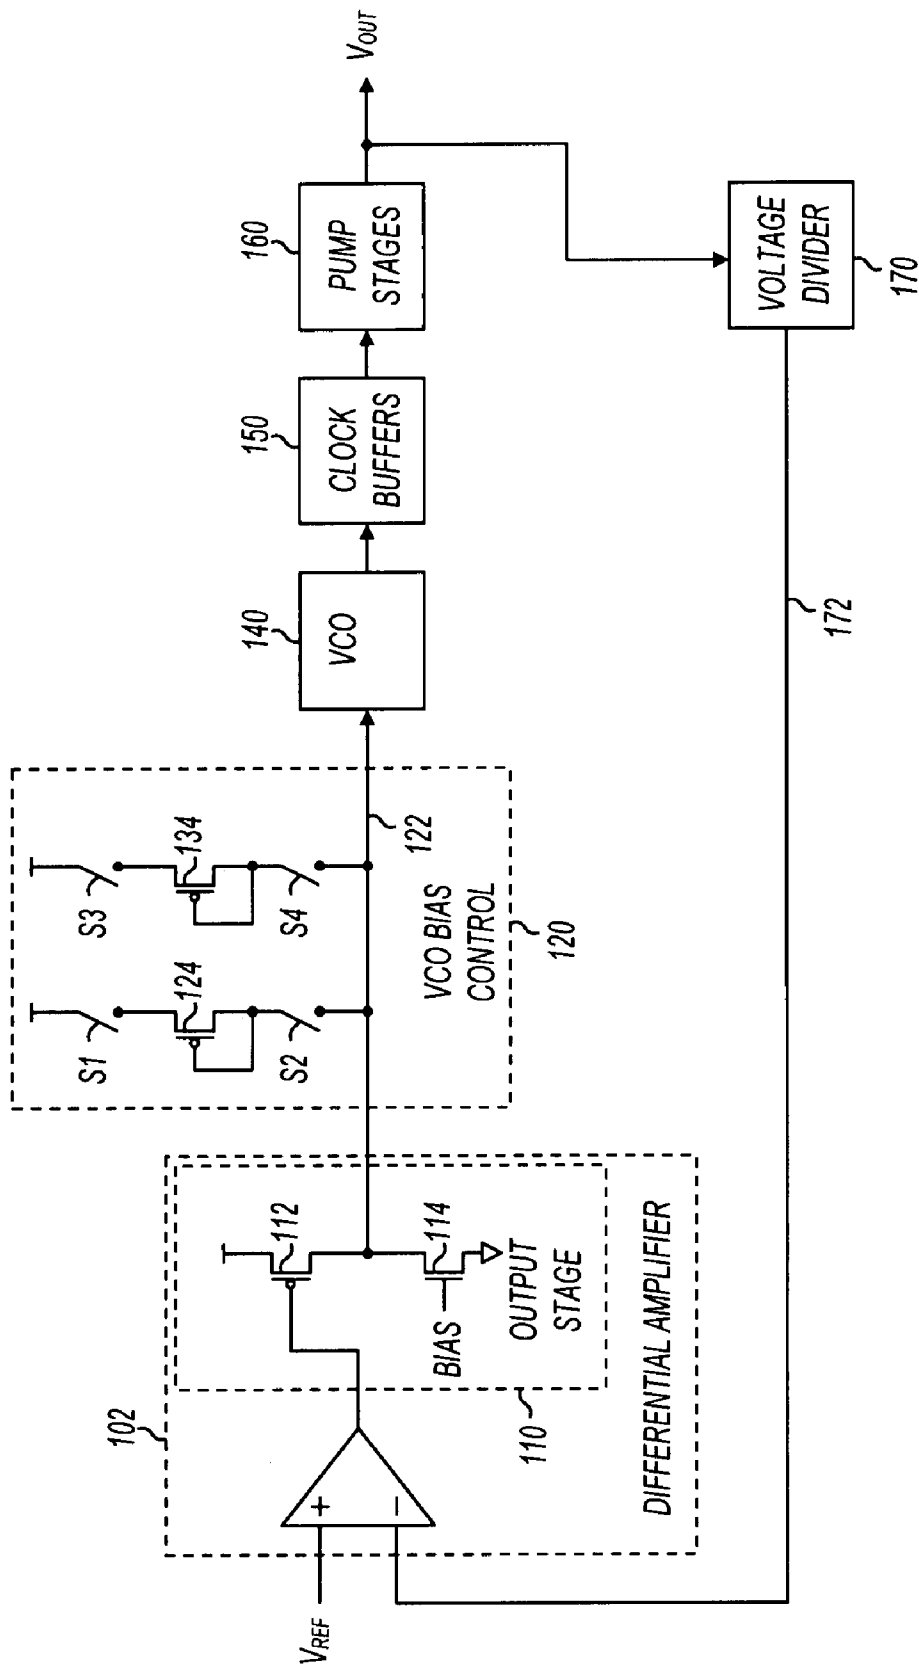 102
V_REF
+
−
112
114
BIAS
OUTPUT
STAGE
110
DIFFERENTIAL AMPLIFIER
S1
124
S2
S3
134
S4
122
VCO BIAS
CONTROL
120
140
VCO
150
CLOCK
BUFFERS
160
PUMP
STAGES
V_OUT
VOLTAGE
DIVIDER
170
172